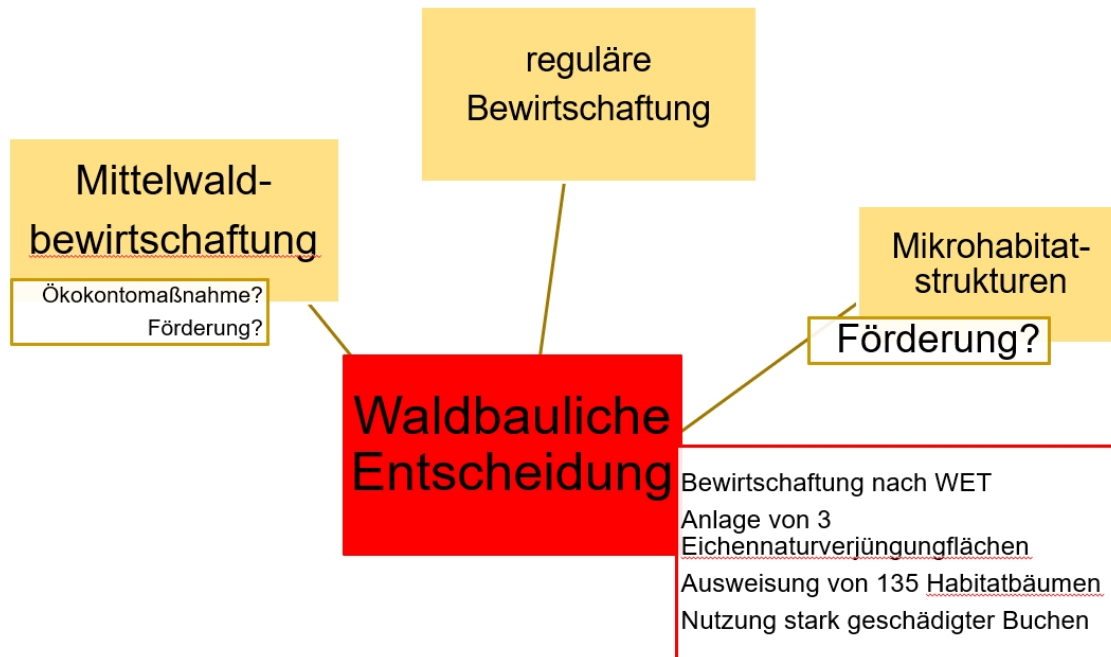 reguläre
Bewirtschaftung
Mittelwald-
bewirtschaftung
Ökokontomaßnahme?
Förderung?
Mikrohabitat-
strukturen
Förderung?
Waldbauliche
Entscheidung
Bewirtschaftung nach WET
Anlage von 3
Eichennaturverjüngungflächen
Ausweisung von 135 Habitatbäumen
Nutzung stark geschädigter Buchen